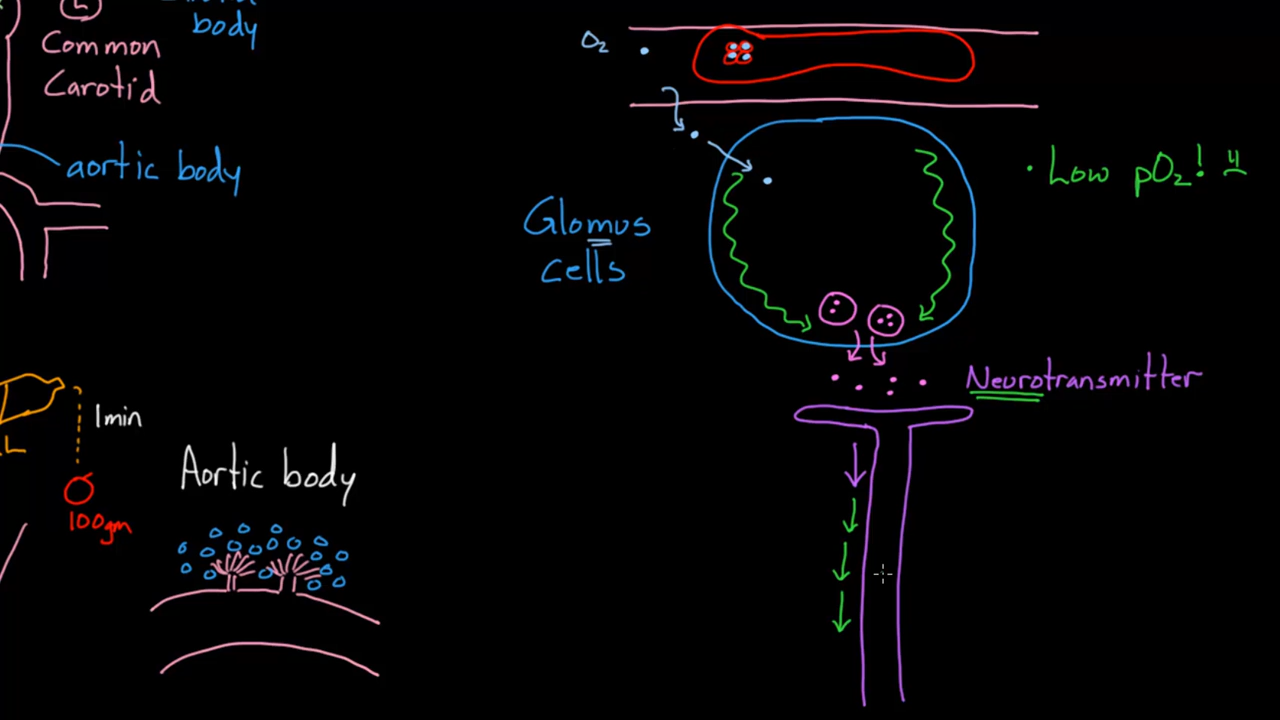 L
body
Common
Carotid
aortic body
L
1min
100gm
Aortic body
O₂
Glomus
cells
• Low pO₂!
Neurotransmitter